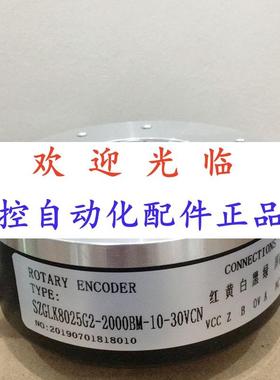 欢迎光临
控自动化配件正品
ROTARY ENCODER
TYPE:
SZGLK8025G2-2000BM-10-30VCN
NO:20190701818010
CONNECTIONS
红黄白黑绿
VCC Z B 0V A